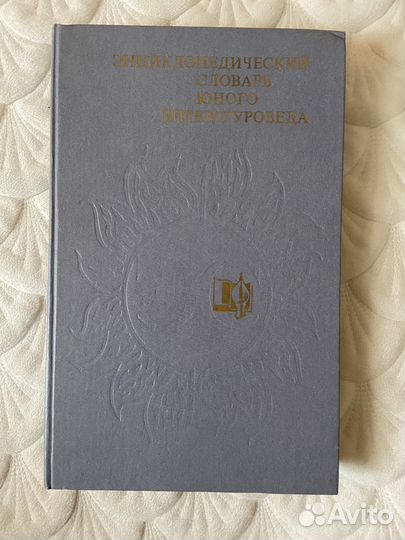 ЭНЦИКЛОПЕДИЧЕСКИЙ
СЛОВАРЬ
ЮНОГО
ЛИТЕРАТУРОВЕДА
Avito